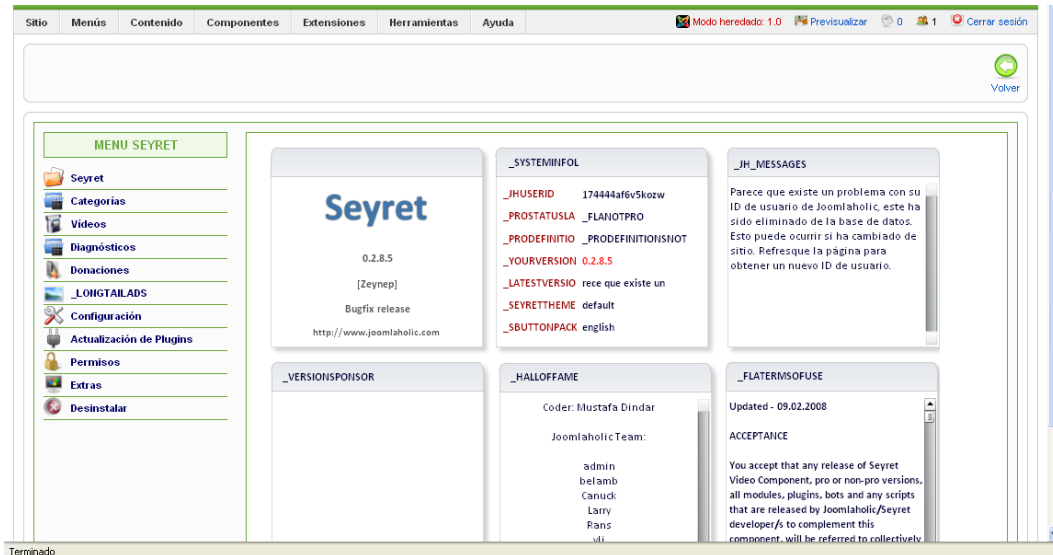 Sitio Menús Contenido Componentes Extensiones Herramientas Ayuda Modo heredado: 1.0 Previsualizar 0 1 Cerrar sesión
Volver
MENU SEYRET
Seyret
Categorías
Vídeos
Diagnósticos
Donaciones
_LONGTAILADS
Configuración
Actualización de Plugins
Permisos
Extras
Desinstalar
Seyret
0.2.8.5
[Zeynep]
Bugfix release
http://www.joomlaholic.com
_SYSTEMINFOL
_JHUSERID 174444af6v5kozw
_PROSTATUSLA _FLANOTPRO
_PRODEFINITIO _PRODEFINITIONSNOT
_YOURVERSION 0.2.8.5
_LATESTVERSIO rece que existe un
_SEYRETTHEME default
_SBUTTONPACK english
_JH_MESSAGES
Parece que existe un problema con su
ID de usuario de Joomlaholic, este ha
sido eliminado de la base de datos.
Esto puede ocurrir si ha cambiado de
sitio. Refresque la página para
obtener un nuevo ID de usuario.
_VERSIONSPONSOR
_HALLOFFAME
Coder: Mustafa Dindar
Joomlaholic Team:
admin
belamb
Canuck
Larry
Rans
_FLATERMSOFUSE
Updated - 09.02.2008
ACCEPTANCE
You accept that any release of Seyret
Video Component, pro or non-pro versions,
all modules, plugins, bots and any scripts
that are released by Joomlaholic/Seyret
developer/s to complement this
component, will be referred to collectively
Terminado